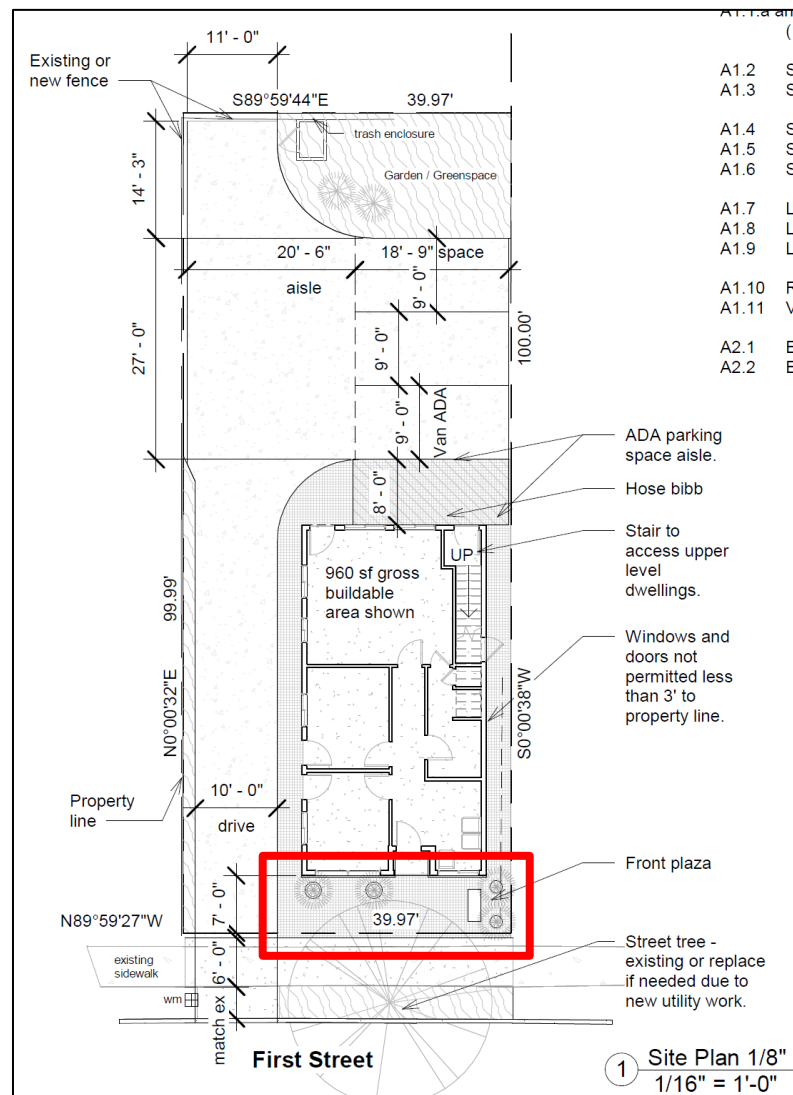 A1.1.a an
(
11' - 0"
Existing or
new fence
S89°59'44"E
39.97'
A1.2 S
A1.3 S
trash enclosure
A1.4 S
A1.5 S
A1.6 S
Garden / Greenspace
14' - 3"
A1.7 L
A1.8 L
A1.9 L
20' - 6"
18' - 9" space
aisle
9' - 0"
A1.10 R
A1.11 V
27' - 0"
9' - 0"
100.00'
A2.1 E
A2.2 E
9' - 0"
Van ADA
ADA parking
space aisle.
8' - 0"
Hose bibb
UP
Stair to
access upper
level
dwellings.
960 sf gross
buildable
area shown
99.99'
N0°00'32"E
S0°00'38"W
Windows and
doors not
permitted less
than 3' to
property line.
Property
line
10' - 0"
drive
Front plaza
7' - 0"
N89°59'27"W
39.97'
existing
sidewalk
6' - 0"
Street tree -
existing or replace
if needed due to
new utility work.
wm
match ex
First Street
1 Site Plan 1/8"
1/16" = 1'-0"